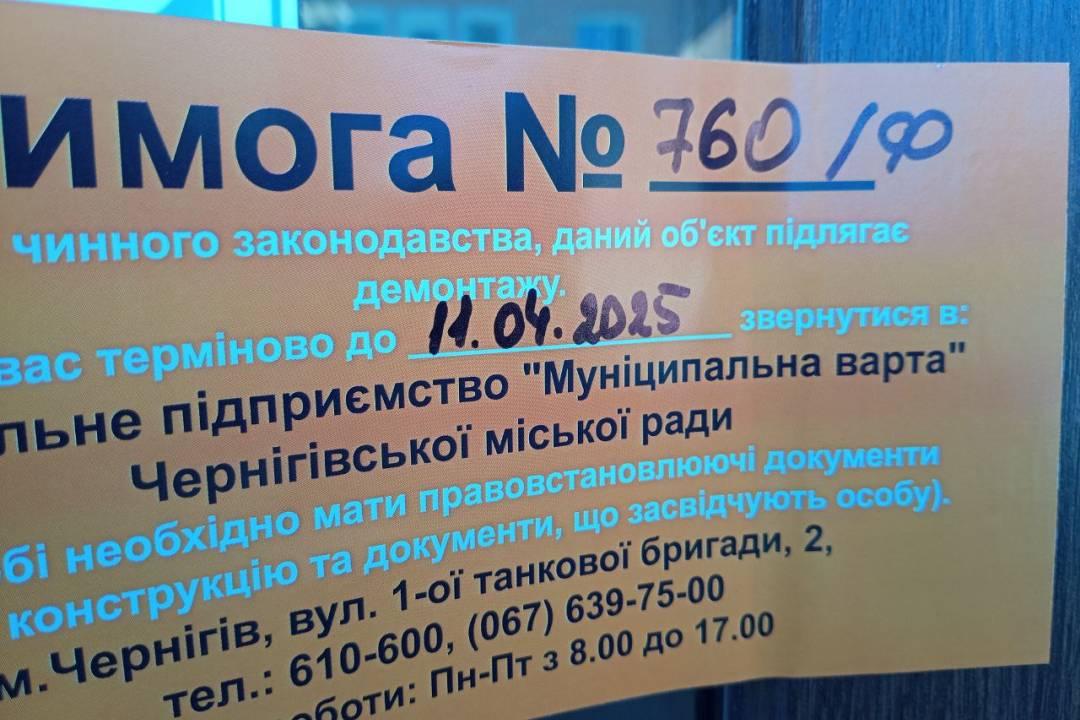 имога № 760/Ф
чинного законодавства, даний об'єкт підлягає
демонтажу.
вас терміново до 11.04.2025 звернутися в:
льне підприємство "Муніципальна варта"
Чернігівської міської ради
бі необхідно мати правовстановлюючі документи
конструкцію та документи, що засвідчують особу).
м.Чернігів, вул. 1-ої танкової бригади, 2,
тел.: 610-600, (067) 639-75-00
боти: Пн-Пт з 8.00 до 17.00